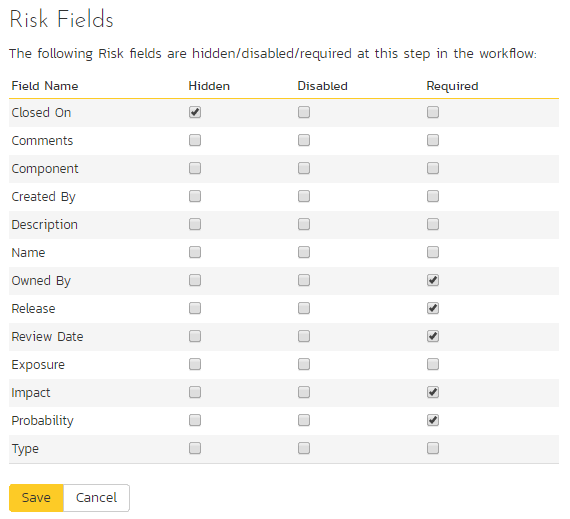 Risk Fields
The following Risk fields are hidden/disabled/required at this step in the workflow:
Field Name Hidden Disabled Required
Closed On
Comments
Component
Created By
Description
Name
Owned By
Release
Review Date
Exposure
Impact
Probability
Type
Save Cancel